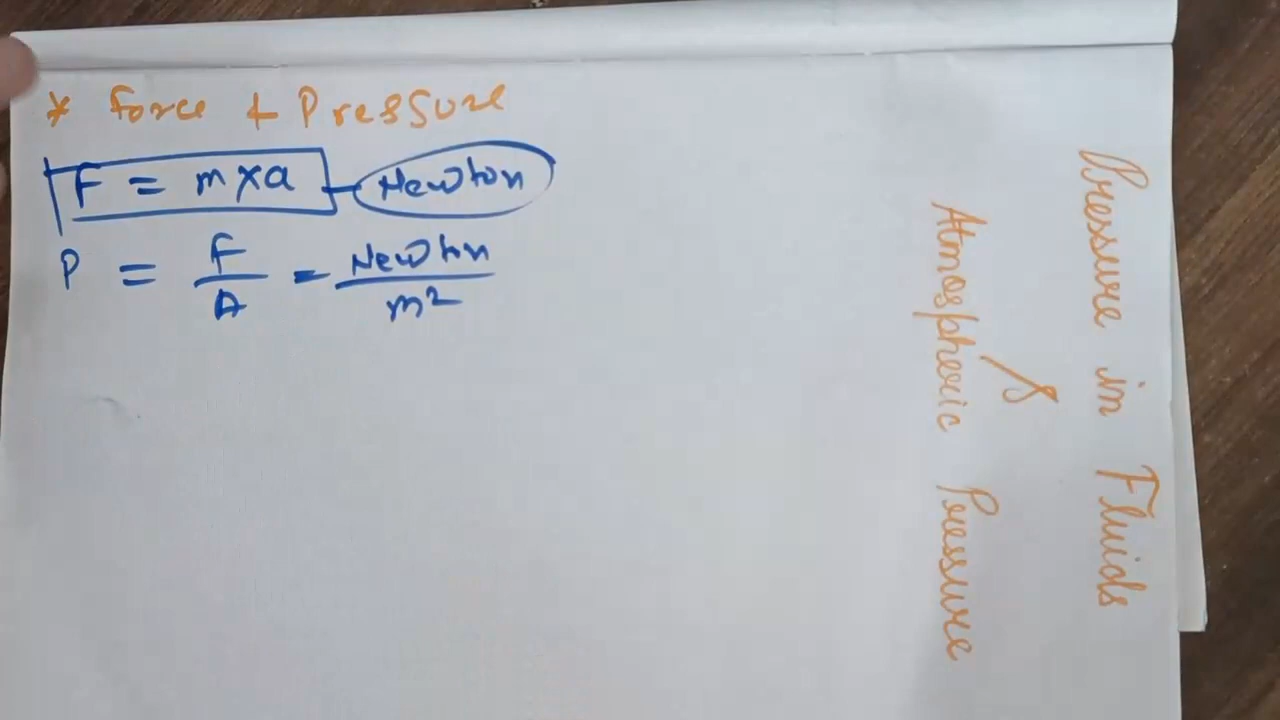 * Force & Pressure
F = m x a - Newton
P = F/A = Newton/m²
Pressure in Fluids
&
Atmospheric Pressure